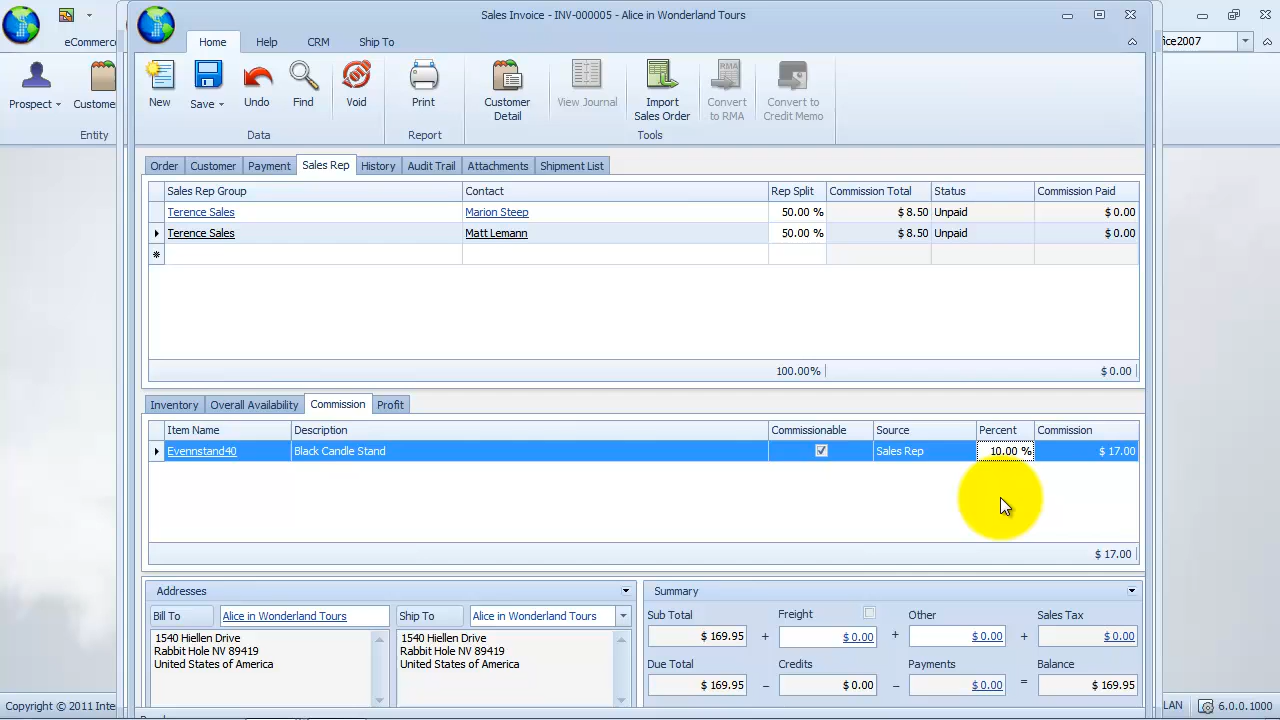 Sales Invoice - INV-000205 - Alice in Wonderland Tours
eCommerce
Home Help CRM Ship To
Prospect Custome
Entity
New Save Undo Find Void
Data
Print
Report
Customer Detail View Journal Import Sales Order Convert to RMA Convert to Credit Memo
Tools
Order Customer Payment Sales Rep History Audit Trail Attachments Shipment List
Sales Rep Group Contact Rep Split Commission Total Status Commission Paid
Terence Sales Marion Steep 50.00 % $ 8.50 Unpaid $ 0.00
Terence Sales Matt Lemann 50.00 % $ 8.50 Unpaid $ 0.00
100.00% $ 0.00
Inventory Overall Availability Commission Profit
Item Name Description Commissionable Source Percent Commission
Evennstand40 Black Candle Stand Sales Rep 10.00 % $ 17.00
$ 17.00
Addresses
Bill To Alice in Wonderland Tours Ship To Alice in Wonderland Tours
1540 Hiellen Drive
Rabbit Hole NV 89419
United States of America
1540 Hiellen Drive
Rabbit Hole NV 89419
United States of America
Summary
Sub Total Freight Other Sales Tax
$ 169.95 + $ 0.00 + $ 0.00 + $ 0.00
Due Total Credits Payments Balance
$ 169.95 − $ 0.00 − $ 0.00 = $ 169.95
Copyright © 2011 Inter
LAN 6.0.0.1000